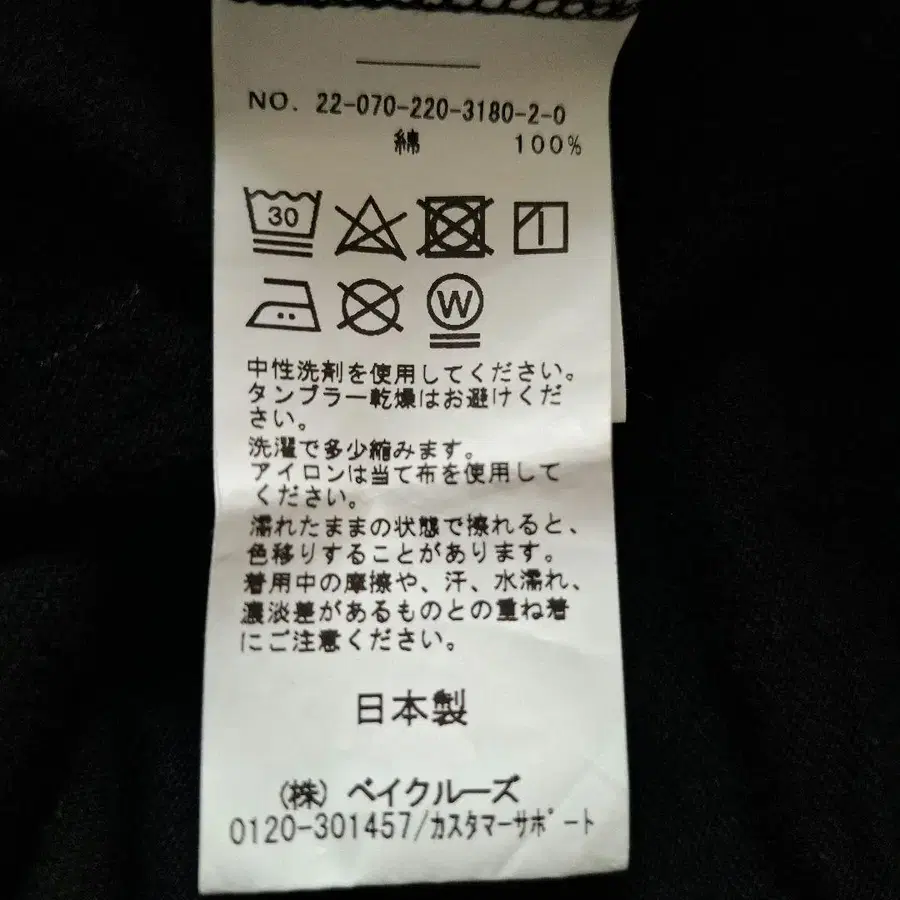 NO. 22-070-220-3180-2-0
綿 100%
30
W
中性洗剤を使用してください。
タンブラー乾燥はお避けくだ
さい。
洗濯で多少縮みます。
アイロンは当て布を使用して
ください。
濡れたままの状態で擦れると、
色移りすることがあります。
着用中の摩擦や、汗、水濡れ、
濃淡差があるものとの重ね着
にご注意ください。
日本製
(株) ベイクルーズ
0120-301457/カスタマーサポート